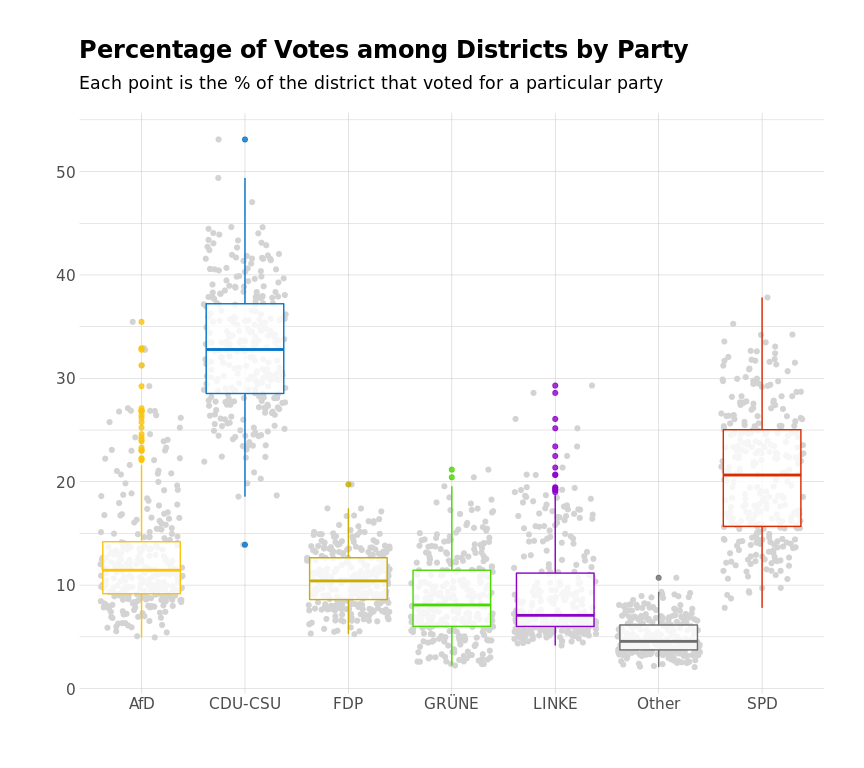 Percentage of Votes among Districts by Party
Each point is the % of the district that voted for a particular party
50
40
30
20
10
0
AfD CDU-CSU FDP GRÜNE LINKE Other SPD